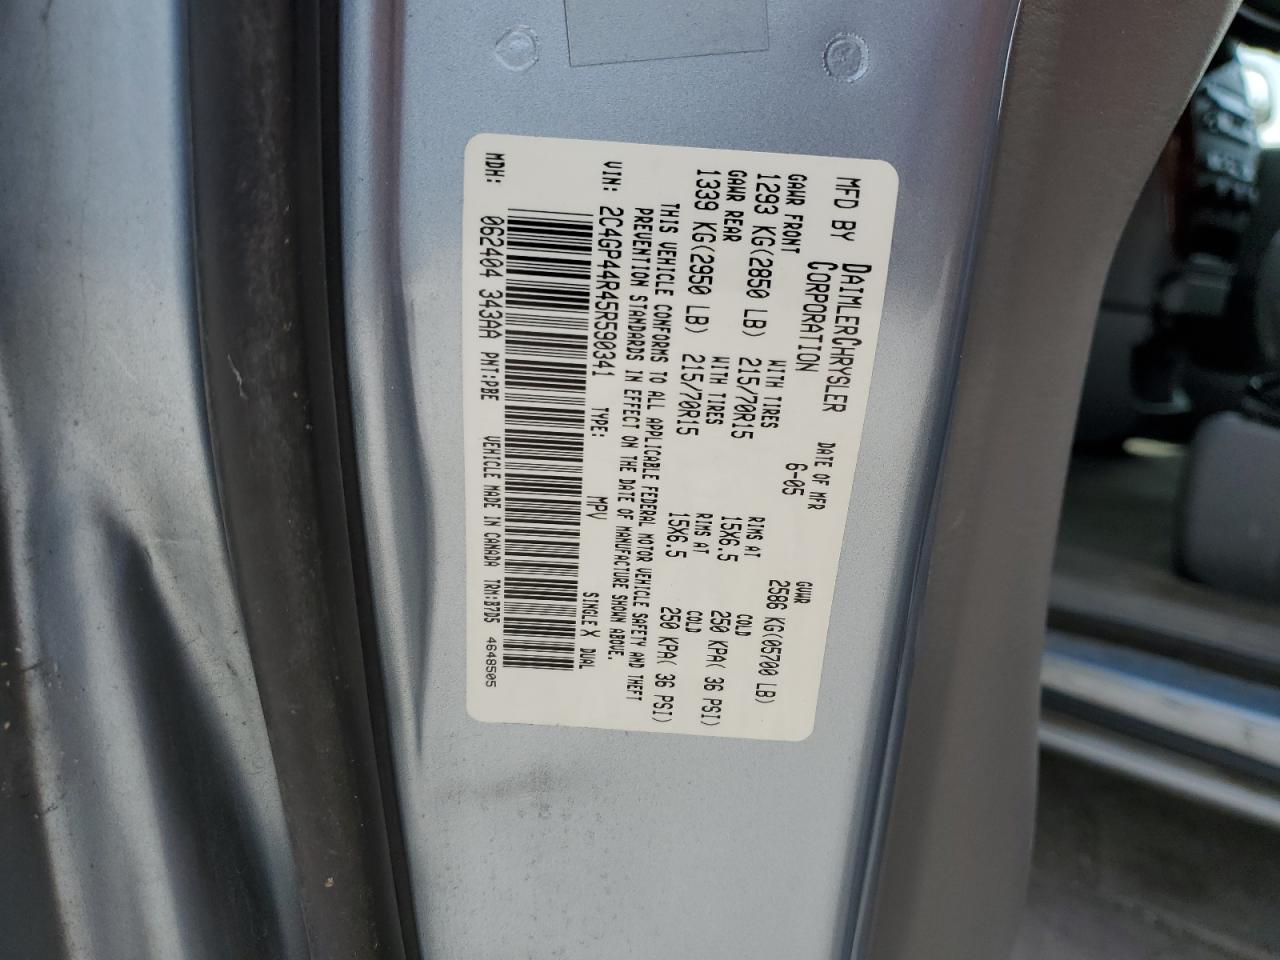 MFD BY DAIMLERCHRYSLER CORPORATION
DATE OF MFR 6-05
GVWR 2586 KG(05700 LB)
GAWR FRONT WITH TIRES RIMS AT COLD
1293 KG(2850 LB) 215/70R15 15X6.5 250 KPA( 36 PSI)
GAWR REAR WITH TIRES RIMS AT COLD
1339 KG(2950 LB) 215/70R15 15X6.5 250 KPA( 36 PSI)
THIS VEHICLE CONFORMS TO ALL APPLICABLE FEDERAL MOTOR VEHICLE SAFETY AND THEFT
PREVENTION STANDARDS IN EFFECT ON THE DATE OF MANUFACTURE SHOWN ABOVE.
VIN: 2C4GP44R45R590341 TYPE: MPV SINGLE X DUAL
MDH: 062404 343AA PNT:PBE VEHICLE MADE IN CANADA TRM:B7D5 4648505